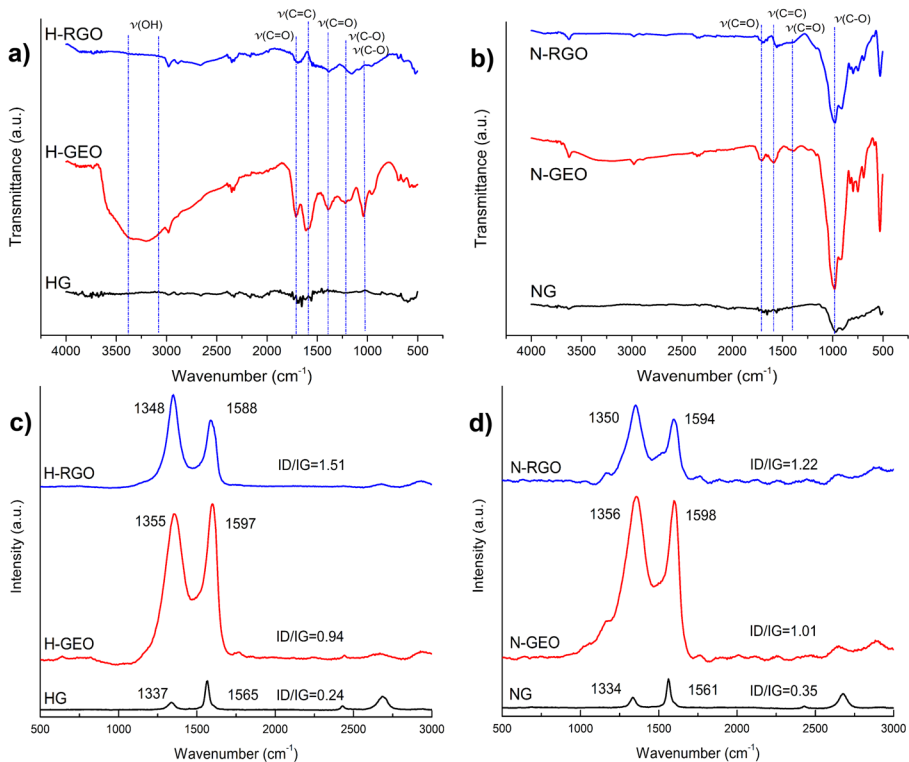 a)
H-RGO
ν(OH)
ν(C=O)
ν(C=C)
ν(C=O)
ν(C-O)
ν(C-O)
H-GEO
HG
Transmittance (a.u.)
4000 3500 3000 2500 2000 1500 1000 500
Wavenumber (cm-1)
b)
N-RGO
ν(C=O)
ν(C=C)
ν(C=O)
ν(C-O)
N-GEO
NG
Transmittance (a.u.)
4000 3500 3000 2500 2000 1500 1000 500
Wavenumber (cm-1)
c)
1348 1588
H-RGO
ID/IG=1.51
1355 1597
H-GEO
ID/IG=0.94
HG
1337 1565 ID/IG=0.24
Intensity (a.u.)
500 1000 1500 2000 2500 3000
Wavenumber (cm-1)
d)
1350 1594
N-RGO
ID/IG=1.22
1356 1598
N-GEO
ID/IG=1.01
NG
1334 1561 ID/IG=0.35
Intensity (a.u.)
500 1000 1500 2000 2500 3000
Wavenumber (cm-1)